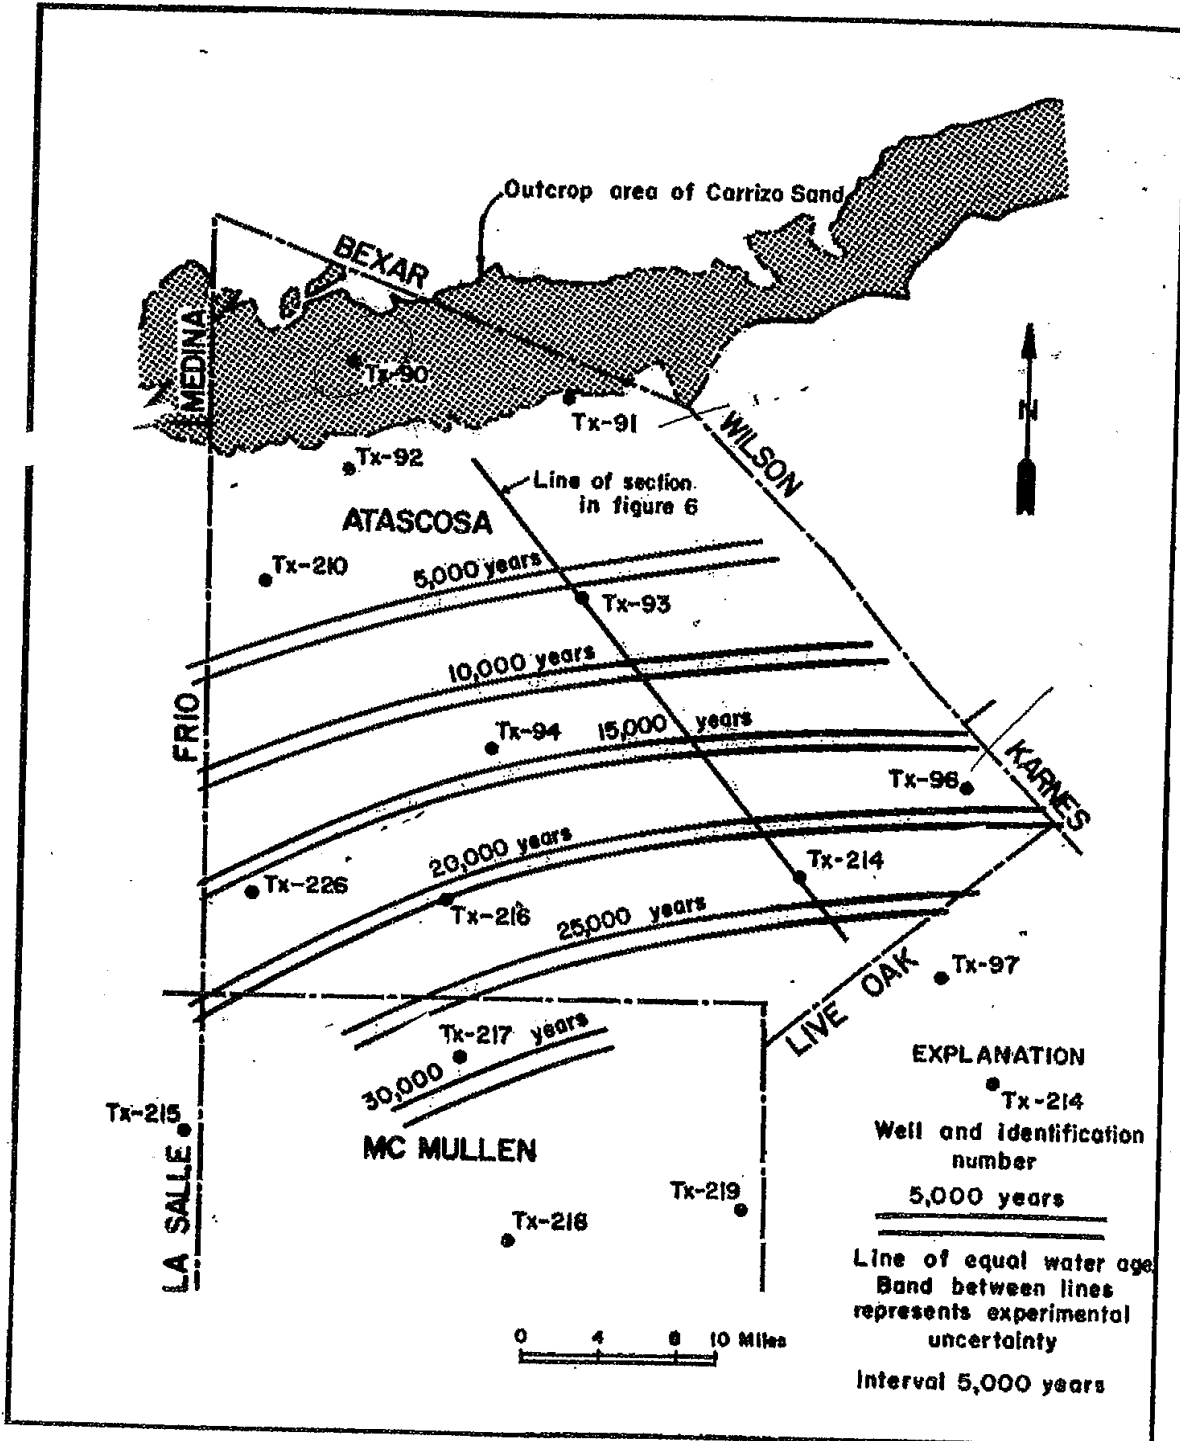 Outcrop area of Carrizo Sand
BEXAR
MEDINA
Tx-90
Tx-91
WILSON
N
Tx-92
Line of section
in figure 6
ATASCOSA
Tx-210
5,000 years
Tx-93
10,000 years
FRIO
Tx-94
15,000 years
KARNES
Tx-96
20,000 years
Tx-214
Tx-226
Tx-216
25,000 years
Tx-97
LIVE OAK
Tx-217
30,000 years
EXPLANATION
Tx-214
Well and identification
number
Tx-215
MC MULLEN
LA SALLE
Tx-219
Tx-218
5,000 years
Line of equal water age.
Band between lines
represents experimental
uncertainty
Interval 5,000 years
0 4 8 10 Miles